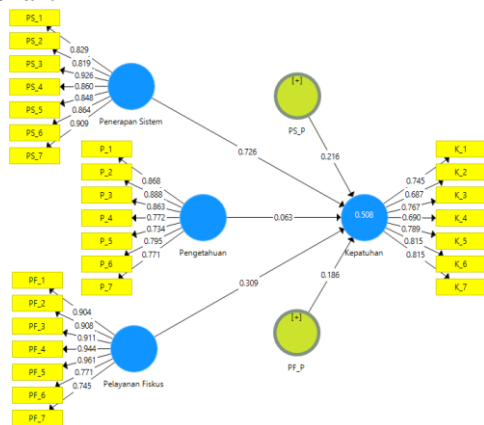 PS_1
PS_2
PS_3
PS_4
PS_5
PS_6
PS_7
0.829
0.819
0.926
0.860
0.848
0.864
0.909
Penerapan Sistem
0.726
[+]
PS_P
0.216
P_1
P_2
P_3
P_4
P_5
P_6
P_7
0.868
0.888
0.863
0.772
0.734
0.795
0.771
Pengetahuan
0.063
0.508
Kepatuhan
0.745
0.687
0.767
0.690
0.789
0.815
0.815
K_1
K_2
K_3
K_4
K_5
K_6
K_7
PF_1
PF_2
PF_3
PF_4
PF_5
PF_6
PF_7
0.904
0.908
0.911
0.944
0.961
0.771
0.745
Pelayanan Fiskus
0.309
0.186
[+]
PF_P